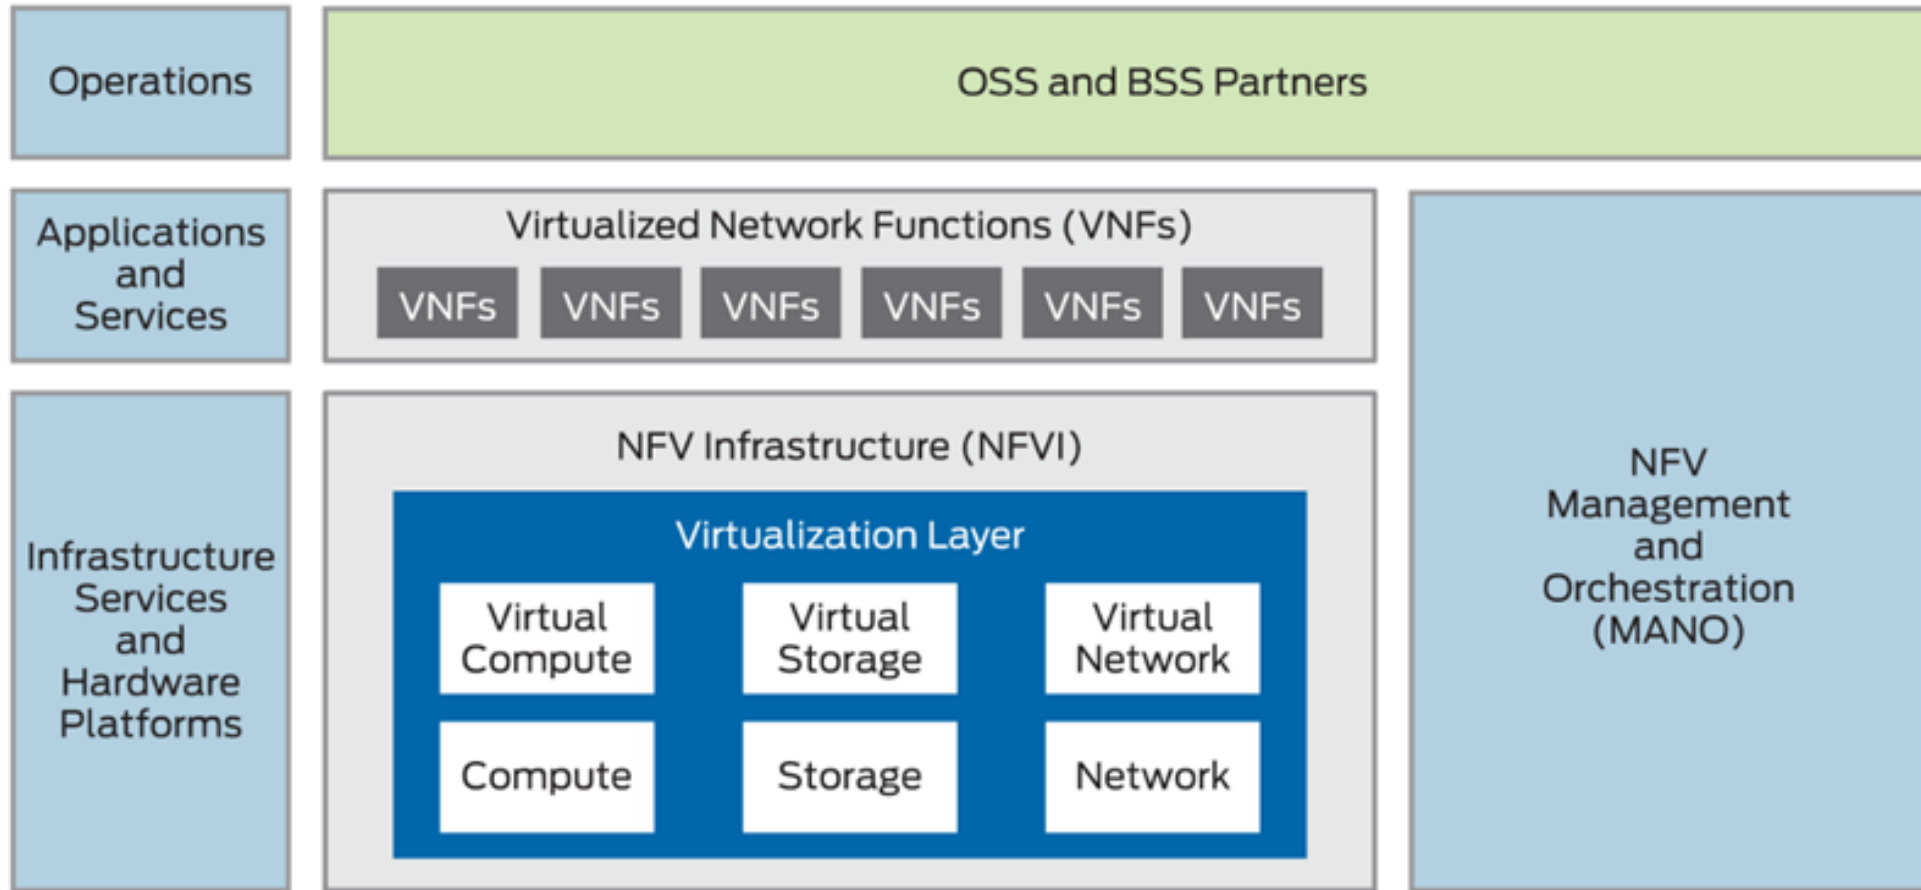 Operations
OSS and BSS Partners
Applications
and
Services
Virtualized Network Functions (VNFs)
VNFs VNFs VNFs VNFs VNFs VNFs
Infrastructure
Services
and
Hardware
Platforms
NFV Infrastructure (NFVI)
Virtualization Layer
Virtual
Compute
Virtual
Storage
Virtual
Network
Compute
Storage
Network
NFV
Management
and
Orchestration
(MANO)